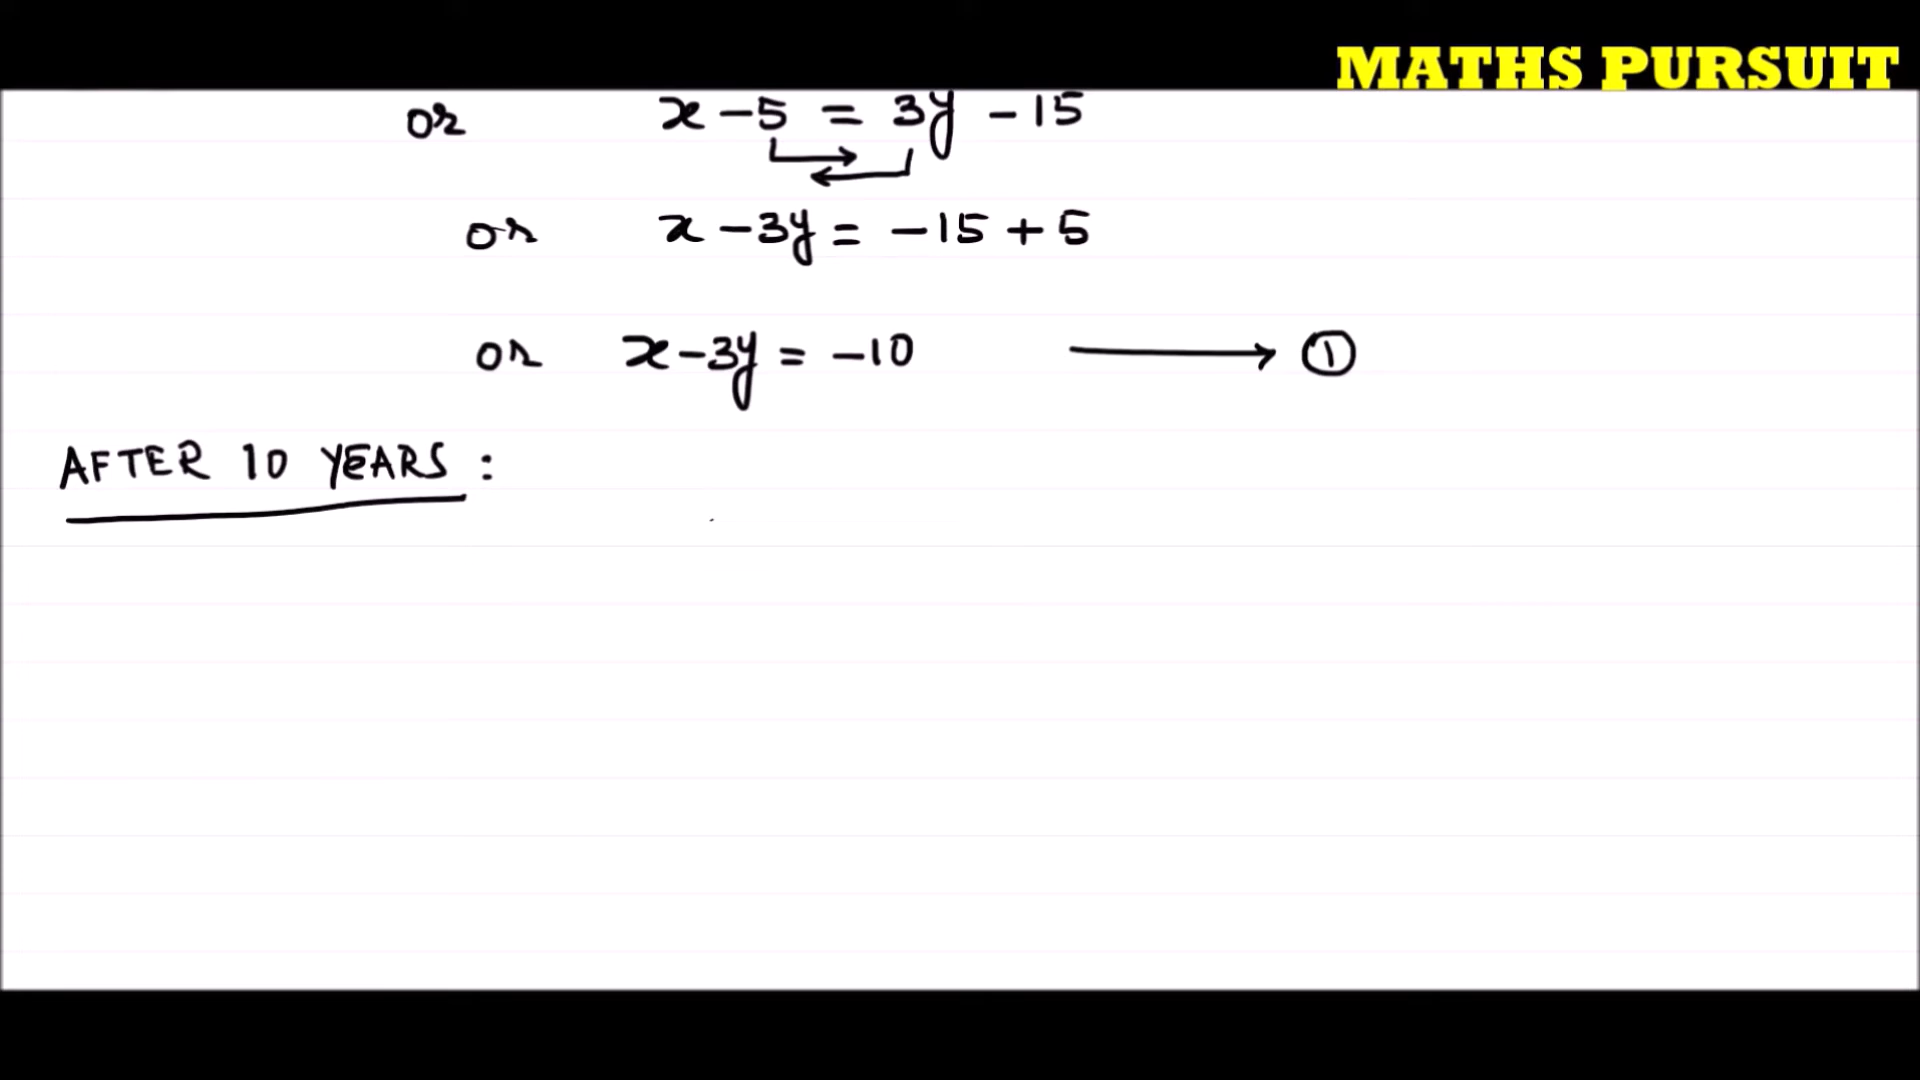 MATHS PURSUIT
or x - 5 = 3y - 15
or x - 3y = -15 + 5
or x - 3y = -10 → ①
AFTER 10 YEARS :